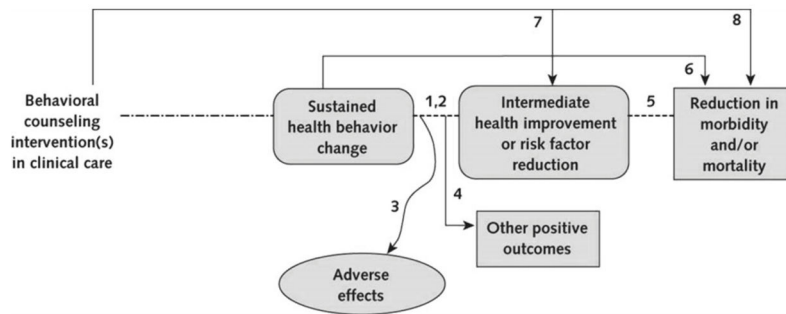 7
8
6
Behavioral
counseling
intervention(s)
in clinical care
Sustained
health behavior
change
1,2
Intermediate
health improvement
or risk factor
reduction
5
Reduction in
morbidity
and/or
mortality
3
4
Other positive
outcomes
Adverse
effects